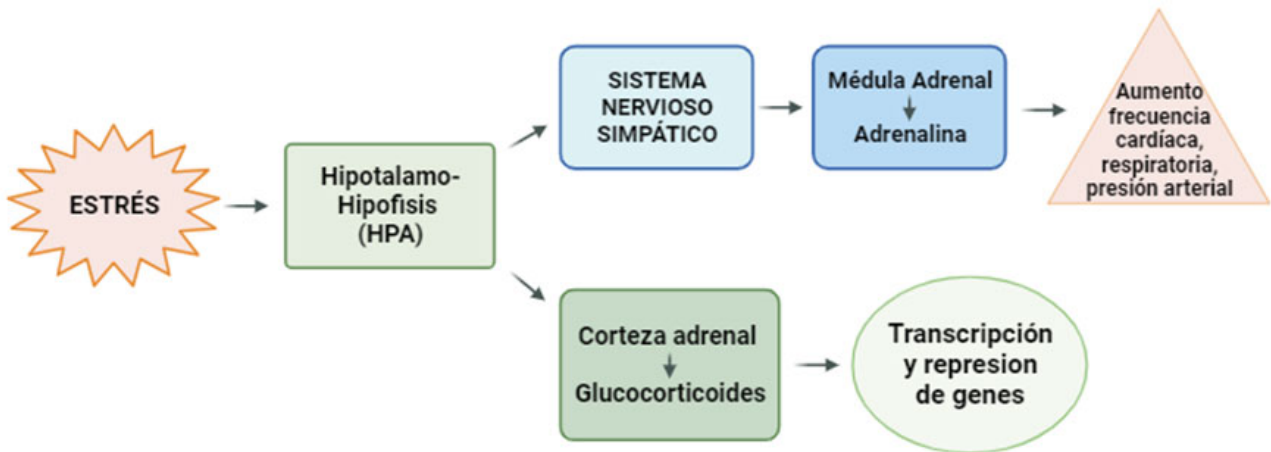 ESTRÉS
Hipotalamo-
Hipofisis
(HPA)
SISTEMA
NERVIOSO
SIMPÁTICO
Médula Adrenal
Adrenalina
Aumento
frecuencia
cardíaca,
respiratoria,
presión arterial
Corteza adrenal
Glucocorticoides
Transcripción
y represion
de genes